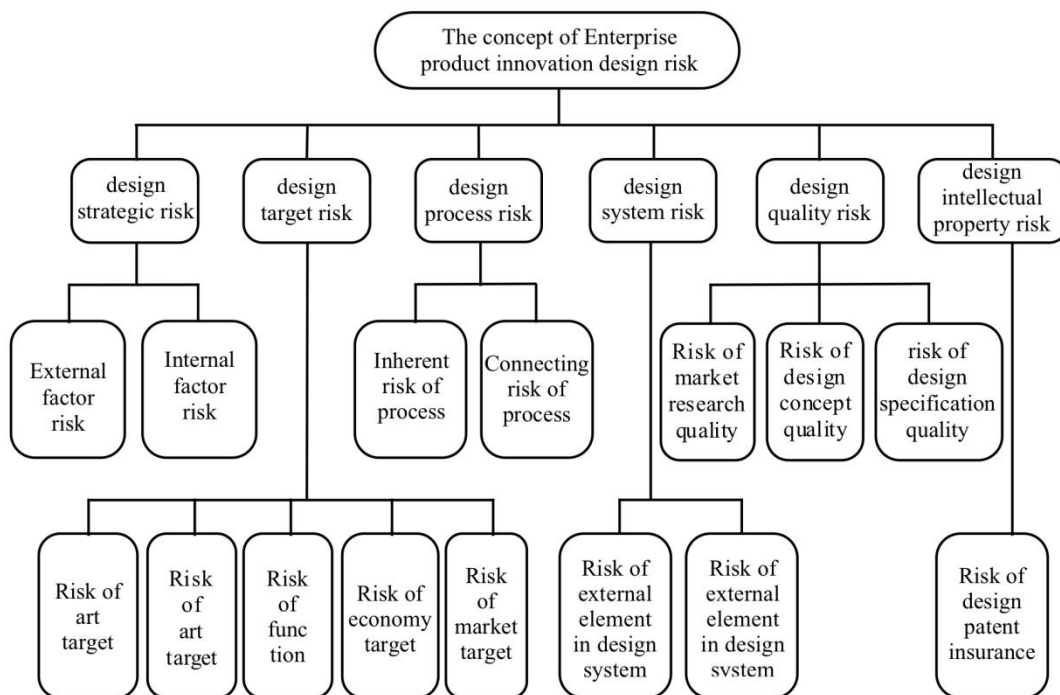 The concept of Enterprise
product innovation design risk
design
strategic risk
design
target risk
design
process risk
design
system risk
design
quality risk
design
intellectual
property risk
External
factor
risk
Internal
factor
risk
Inherent
risk of
process
Connecting
risk of
process
Risk of
market
research
quality
Risk of
design
concept
quality
risk of
design
specification
quality
Risk of
art
target
Risk
of
art
target
Risk
of
func
tion
Risk of
economy
target
Risk
of
market
target
Risk of
external
element
in design
system
Risk of
external
element
in design
system
Risk of
design
patent
insurance